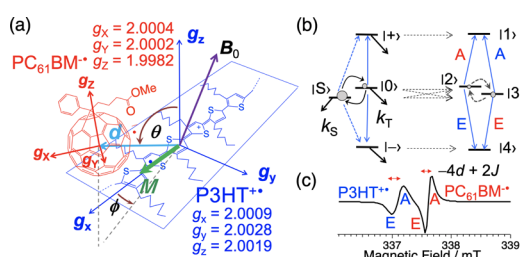 (a)
gX = 2.0004
gY = 2.0002
PC61BM-• gZ = 1.9982
gz
B0
OMe
gz
O
d
θ
gx
gY
M
S
S
S
S
gx
ϕ
gy
P3HT+•
gx = 2.0009
gy = 2.0028
gz = 2.0019
(b)
|+⟩
|1⟩
A
A
|S⟩
|0⟩
|2⟩
|3
kS
kT
E
E
|−⟩
|4⟩
(c)
−4d + 2J
P3HT+•
PC61BM-•
A
A
E
E
337
338
339
Magnetic Field / mT